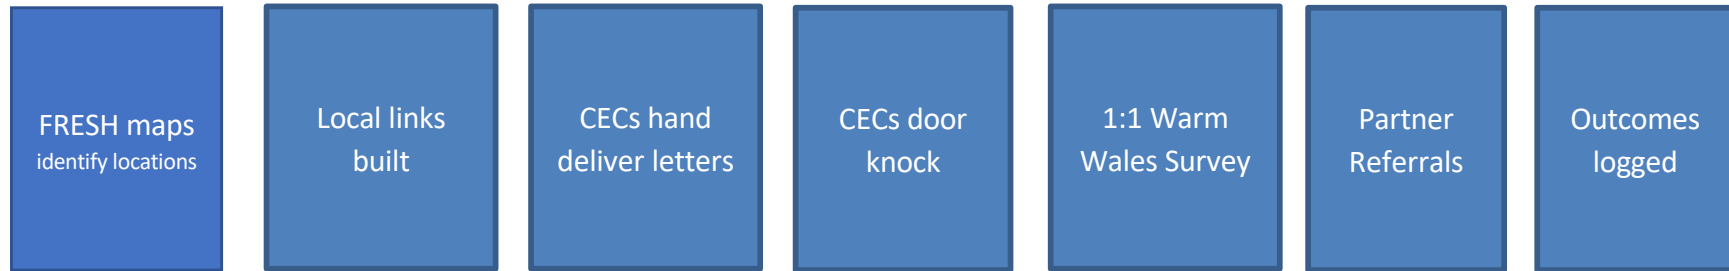 FRESH maps
identify locations
Local links
built
CECs hand
deliver letters
CECs door
knock
1:1 Warm
Wales Survey
Partner
Referrals
Outcomes
logged